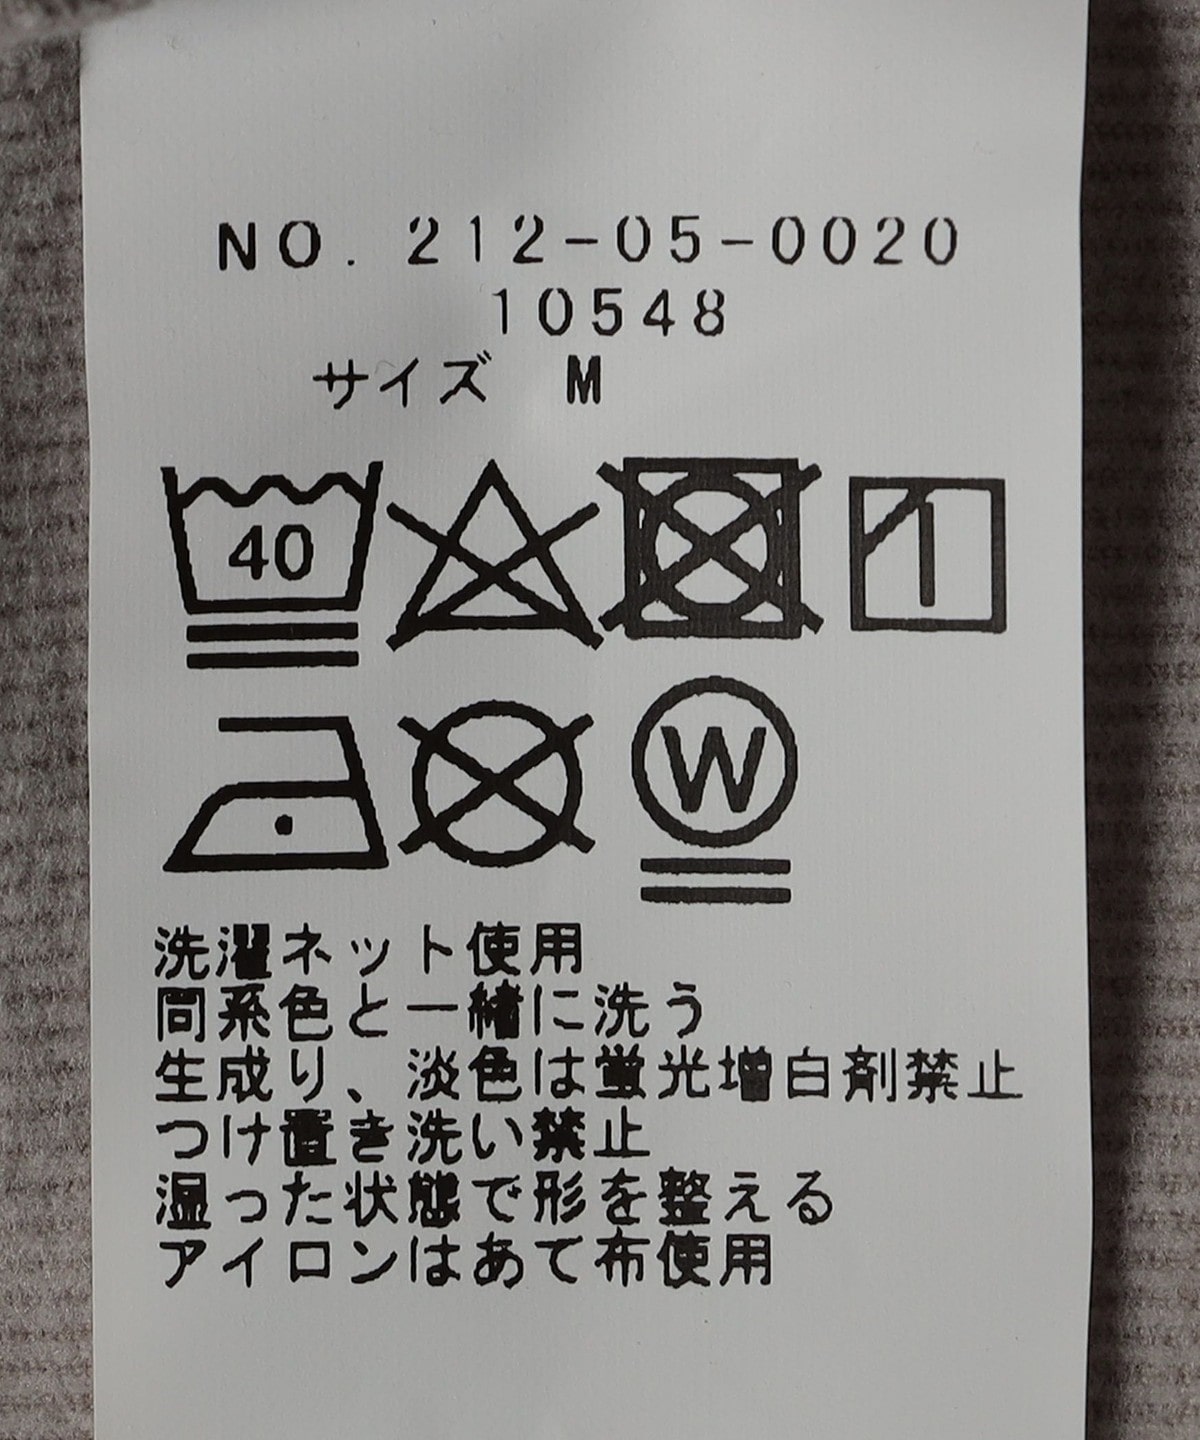 NO. 212-05-0020
10548
サイズ M
40
W
洗濯ネット使用
同系色と一緒に洗う
生成り、淡色は蛍光増白剤禁止
つけ置き洗い禁止
湿った状態で形を整える
アイロンはあて布使用